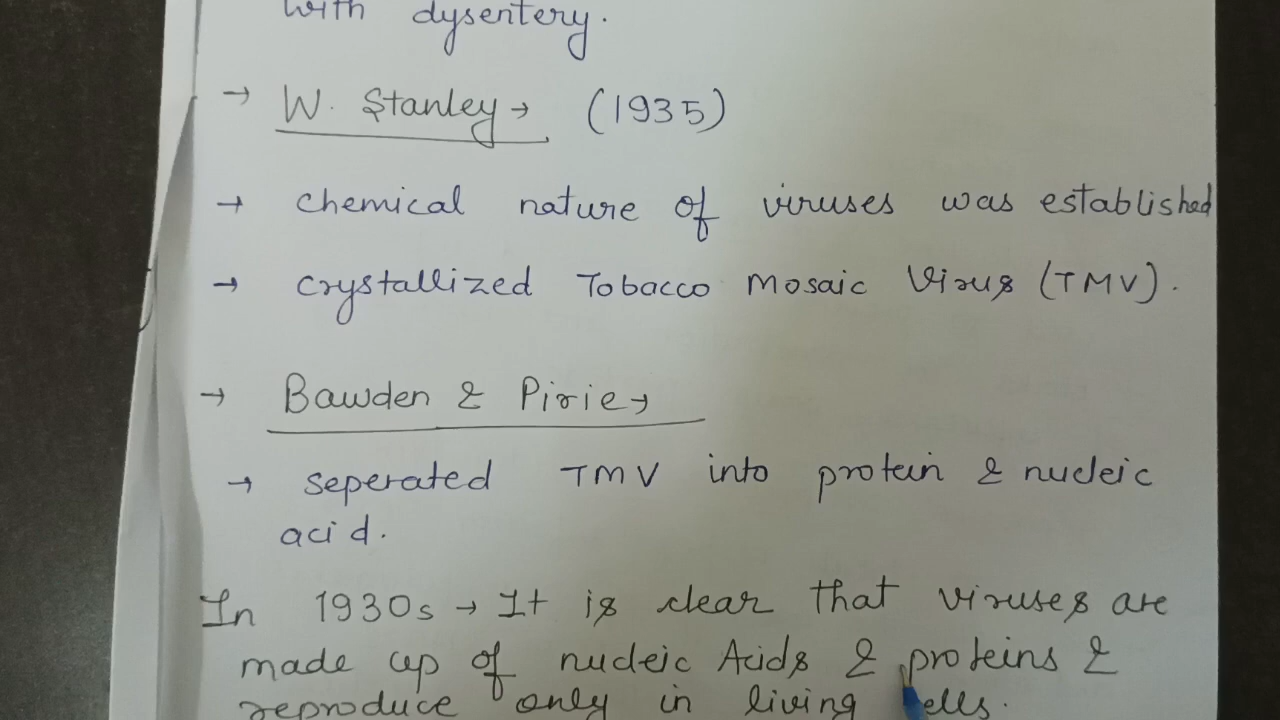 with dysentery.
→ W. Stanley → (1935)
→ chemical nature of viruses was established
→ crystallized Tobacco Mosaic Virus (TMV).
→ Bawden & Pirie →
→ seperated TMV into protein & nucleic
acid.
In 1930s → It is clear that viruses are
made up of nucleic Acids & proteins &
reproduce only in living cells.